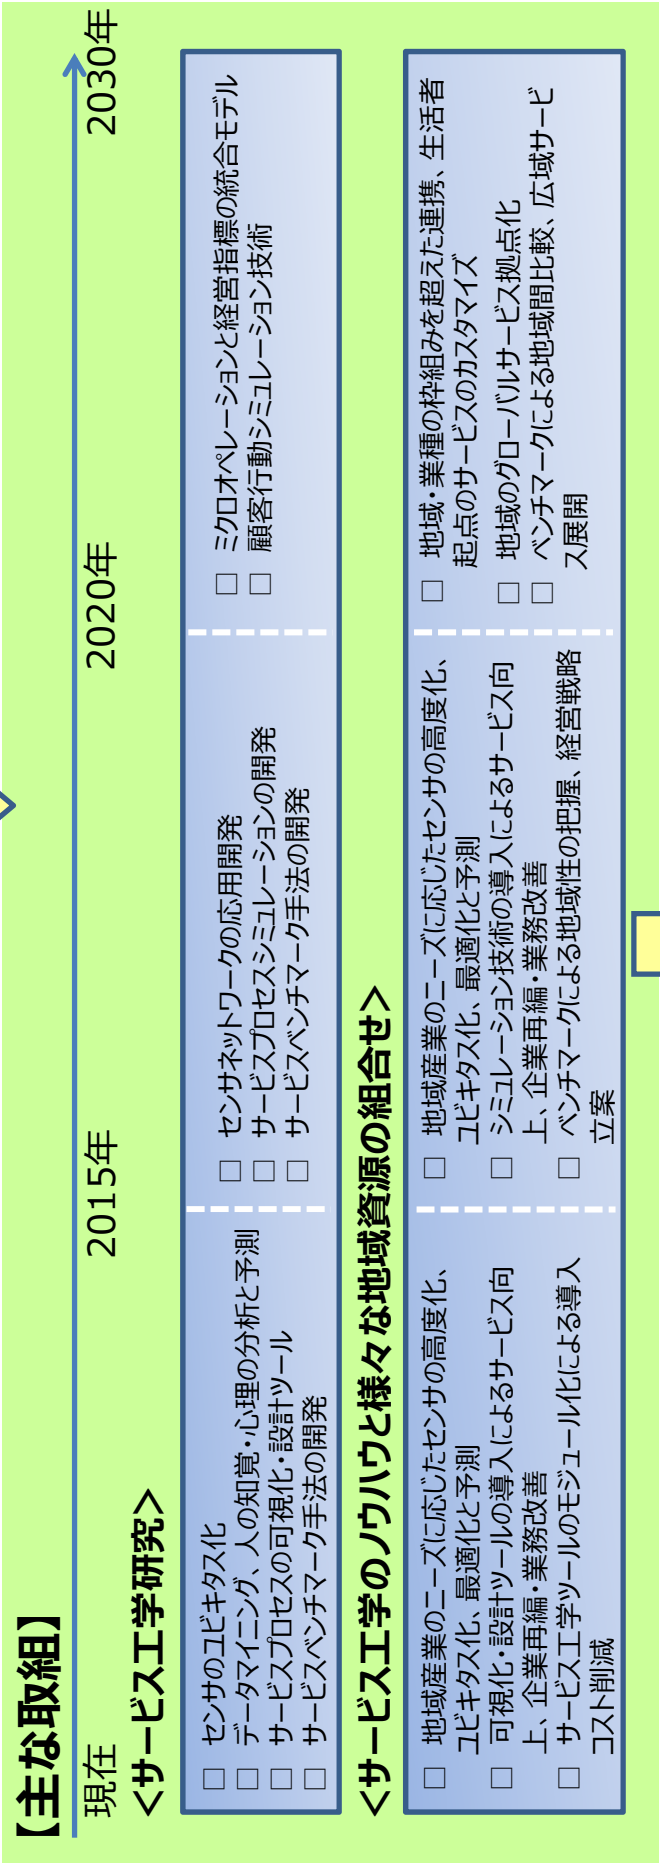 【主な取組】
現在
2015年
2020年
2030年
＜サービス工学研究＞
□ センサのユビキタス化
□ データマイニング、人の知覚・心理の分析と予測
□ サービスプロセスの可視化・設計ツール
□ サービスベンチマーク手法の開発
□ センサネットワークの応用開発
□ サービスプロセスシミュレーションの開発
□ サービスベンチマーク手法の開発
□ ミクロオペレーションと経営指標の統合モデル
□ 顧客行動シミュレーション技術
＜サービス工学のノウハウと様々な地域資源の組合せ＞
□ 地域産業のニーズに応じたセンサの高度化、
ユビキタス化、最適化と予測
□ 可視化・設計ツールの導入によるサービス向
上、企業再編・業務改善
□ サービス工学ツールのモジュール化による導入
コスト削減
□ 地域産業のニーズに応じたセンサの高度化、
ユビキタス化、最適化と予測
□ シミュレーション技術の導入によるサービス向
上、企業再編・業務改善
□ ベンチマークによる地域性の把握、経営戦略
立案
□ 地域・業種の枠組みを超えた連携、生活者
起点のサービスのカスタマイズ
□ 地域のグローバルサービス拠点化
□ ベンチマークによる地域間比較、広域サービ
ス展開